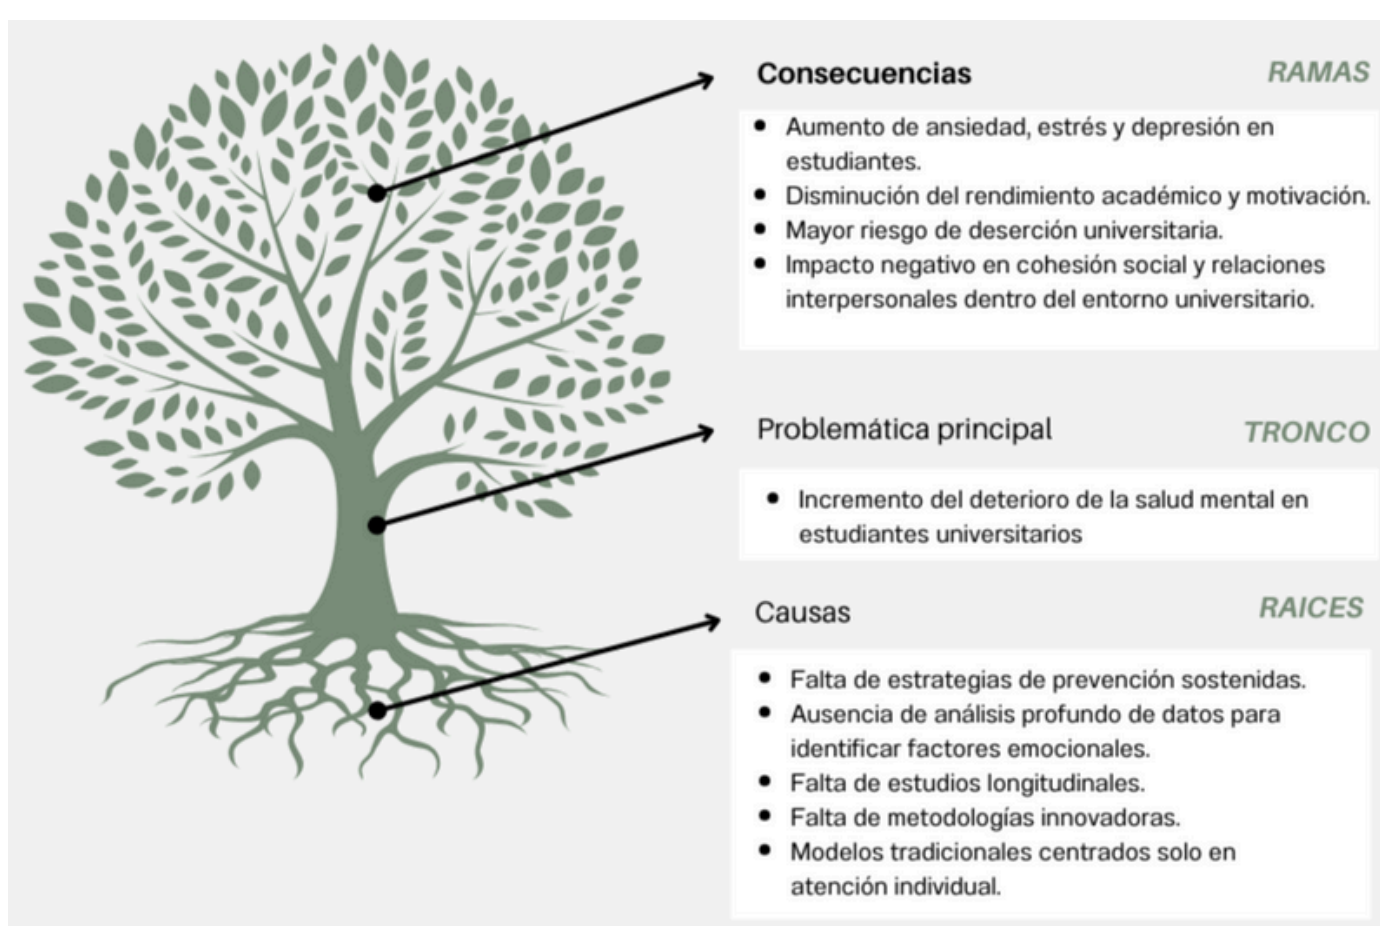 Consecuencias RAMAS
• Aumento de ansiedad, estrés y depresión en
estudiantes.
• Disminución del rendimiento académico y motivación.
• Mayor riesgo de deserción universitaria.
• Impacto negativo en cohesión social y relaciones
interpersonales dentro del entorno universitario.
Problemática principal TRONCO
• Incremento del deterioro de la salud mental en
estudiantes universitarios
Causas RAICES
• Falta de estrategias de prevención sostenidas.
• Ausencia de análisis profundo de datos para
identificar factores emocionales.
• Falta de estudios longitudinales.
• Falta de metodologías innovadoras.
• Modelos tradicionales centrados solo en
atención individual.